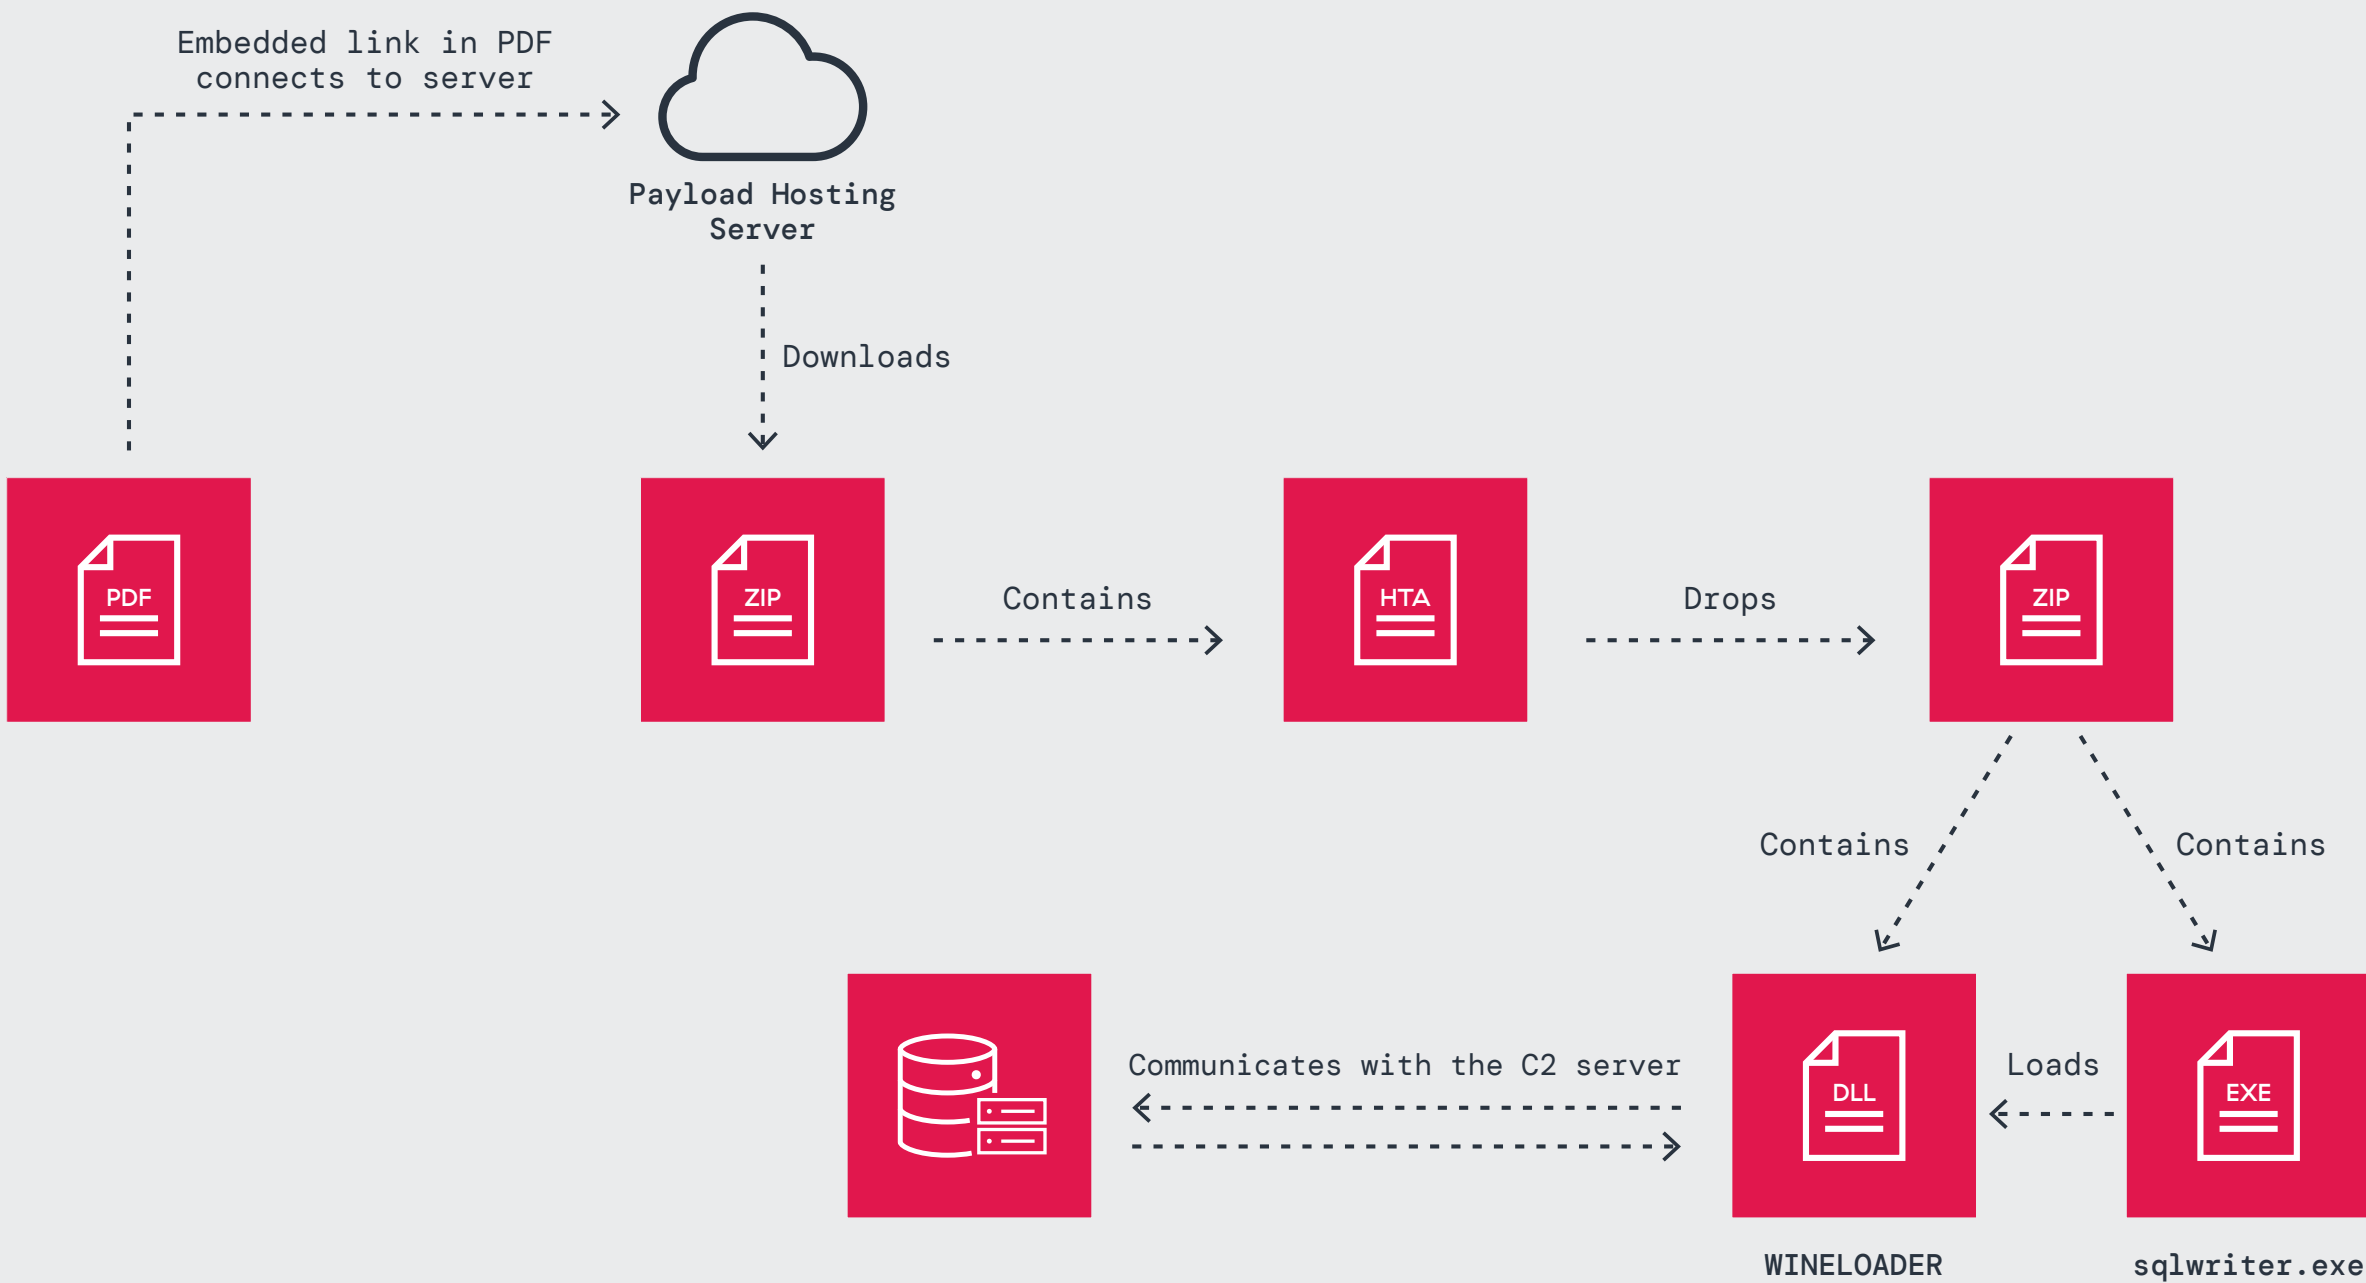 Embedded link in PDF
connects to server
Payload Hosting
Server
Downloads
PDF
ZIP
Contains
HTA
Drops
ZIP
Contains
Contains
Communicates with the C2 server
DLL
Loads
EXE
WINELOADER
sqlwriter.exe